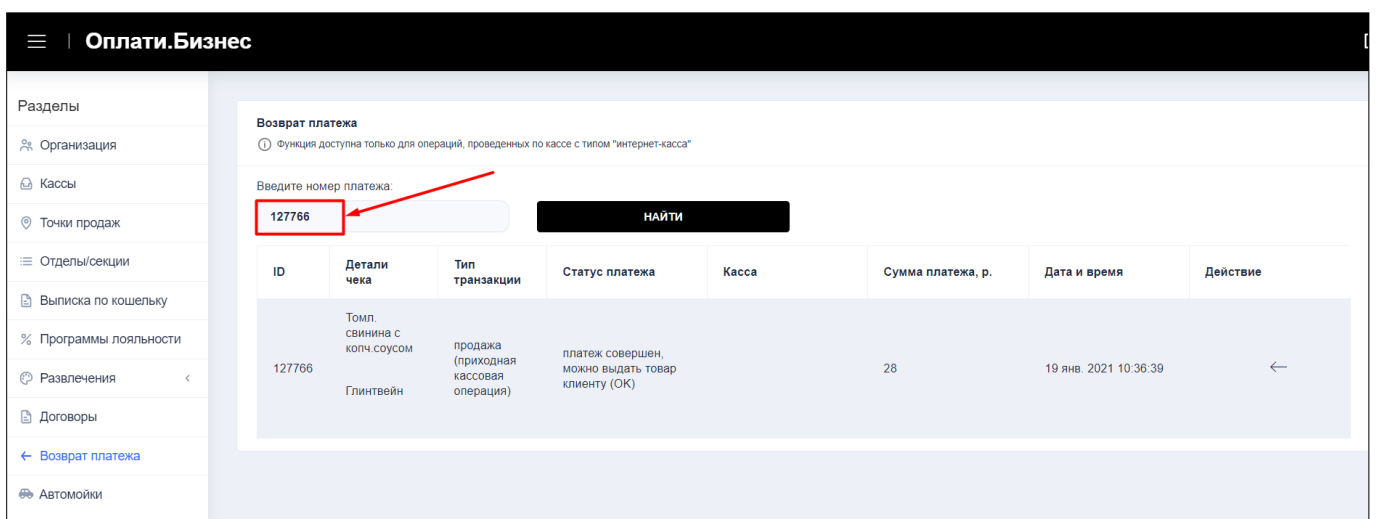 Оплати.Бизнес
Разделы
Организация
Кассы
Точки продаж
Отделы/секции
Выписка по кошельку
Программы лояльности
Развлечения
Договоры
Возврат платежа
Автомойки
Возврат платежа
Функция доступна только для операций, проведенных по кассе с типом "интернет-касса"
Введите номер платежа:
127766
НАЙТИ
ID
Детали
чека
Тип
транзакции
Статус платежа
Касса
Сумма платежа, р.
Дата и время
Действие
127766
Томл.
свинина с
копч.соусом
Глинтвейн
продажа
(приходная
кассовая
операция)
платеж совершен,
можно выдать товар
клиенту (OK)
28
19 янв. 2021 10:36:39